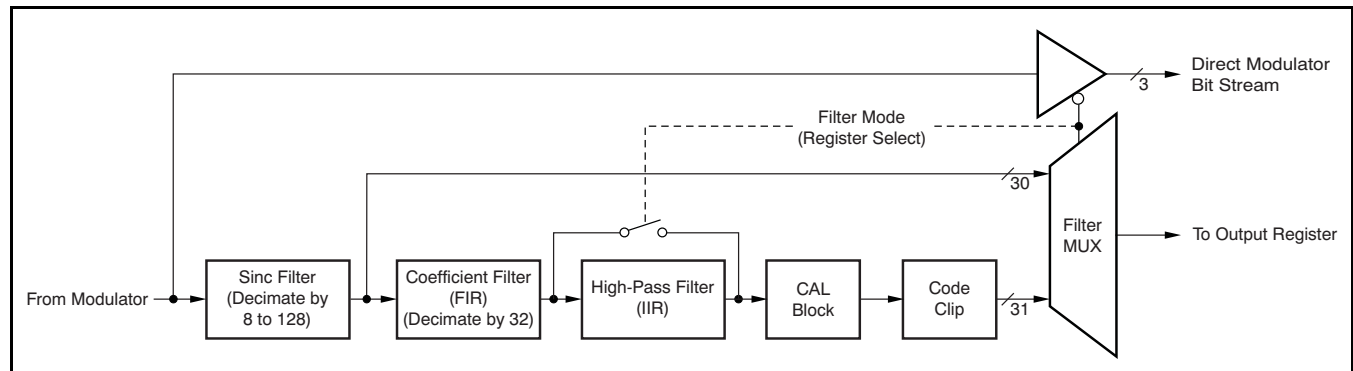 Direct Modulator
Bit Stream
3
Filter Mode
(Register Select)
30
Filter
MUX
To Output Register
From Modulator
Sinc Filter
(Decimate by
8 to 128)
Coefficient Filter
(FIR)
(Decimate by 32)
High-Pass Filter
(IIR)
CAL
Block
Code
Clip
31